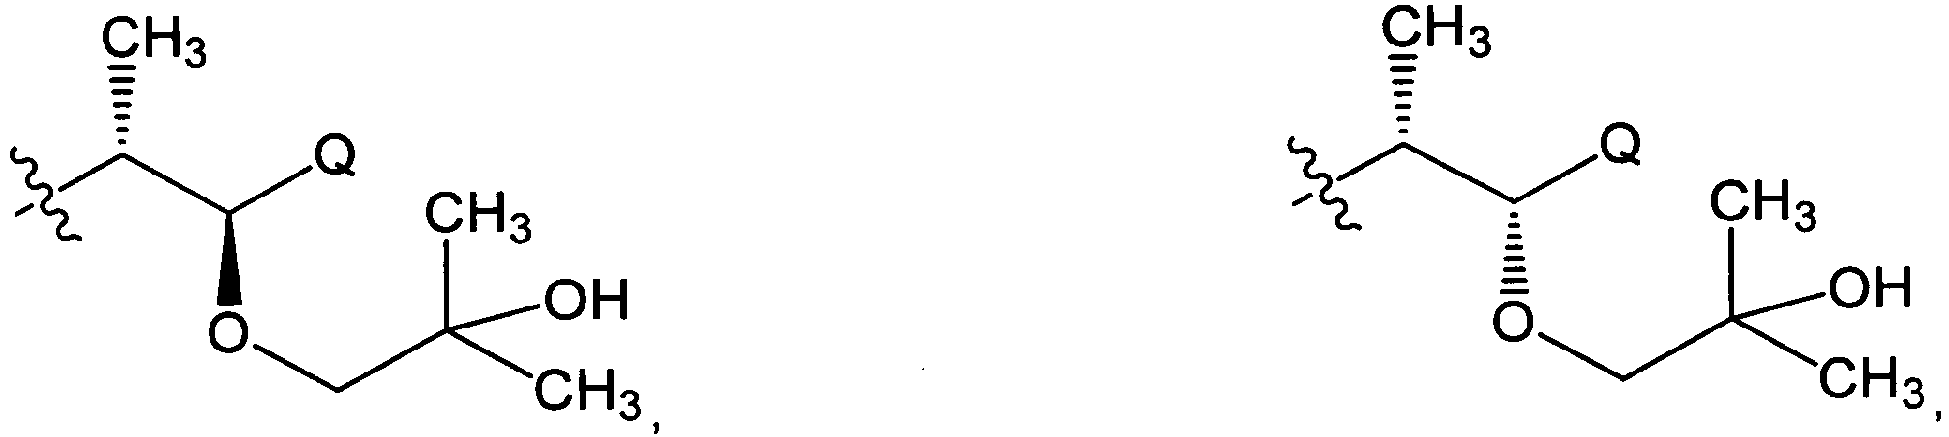 CH3 CH3
Q Q
CH3 CH3
OH OH
O O
CH3, CH3,